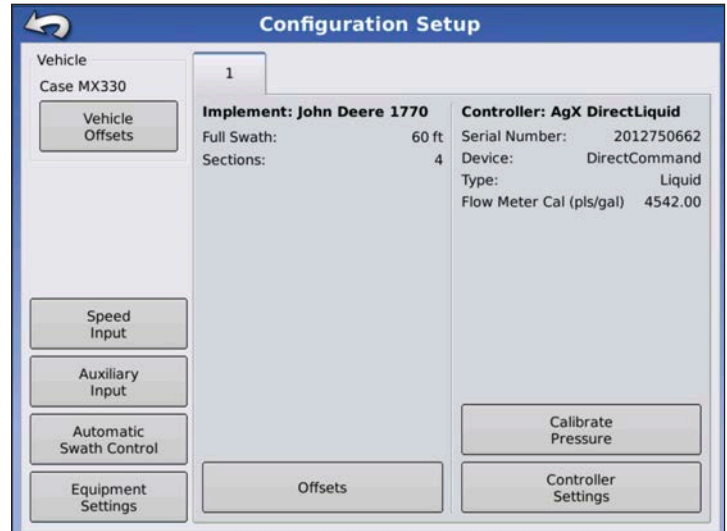 Configuration Setup
Vehicle
Case MX330
Vehicle
Offsets
Speed
Input
Auxiliary
Input
Automatic
Swath Control
Equipment
Settings
1
Implement: John Deere 1770
Full Swath: 60 ft
Sections: 4
Offsets
Controller: AgX DirectLiquid
Serial Number: 2012750662
Device: DirectCommand
Type: Liquid
Flow Meter Cal (pls/gal) 4542.00
Calibrate
Pressure
Controller
Settings